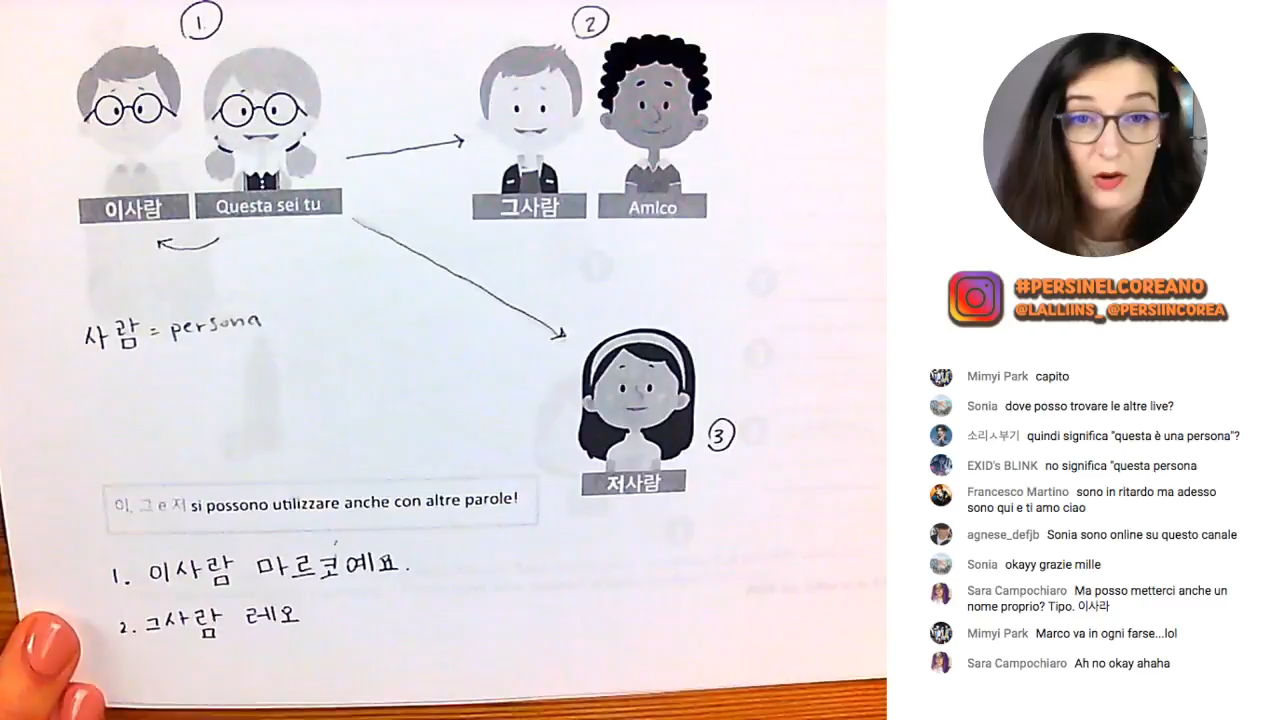 1.
2
이사람
Questa sei tu
그사람
Amico
사람 = persona
3
저사람
이, 그 e 저 si possono utilizzare anche con altre parole!
1. 이사람 마르코예요.
2. 그사람 레오
#PERSINELCOREANO
@LALLIINS_ @PERSIINCOREA
Mimyi Park capito
Sonia dove posso trovare le altre live?
소리ㅅ부기 quindi significa "questa è una persona"?
EXID's BLINK no significa "questa persona
Francesco Martino sono in ritardo ma adesso
sono qui e ti amo ciao
agnese_defjb Sonia sono online su questo canale
Sonia okayy grazie mille
Sara Campochiaro Ma posso metterci anche un
nome proprio? Tipo. 이사라
Mimyi Park Marco va in ogni farse...lol
Sara Campochiaro Ah no okay ahaha